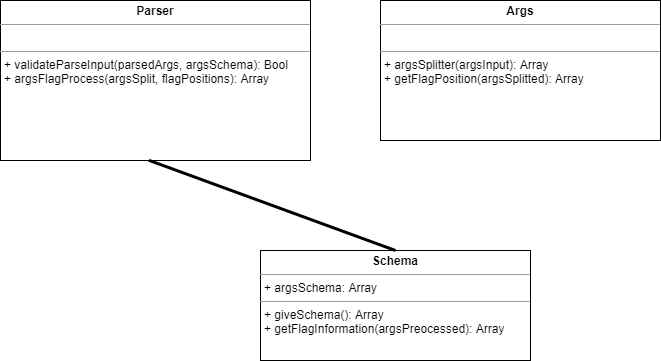 Parser
+ validateParseInput(parsedArgs, argsSchema): Bool
+ argsFlagProcess(argsSplit, flagPositions): Array
Args
+ argsSplitter(argsInput): Array
+ getFlagPosition(argsSplitted): Array
Schema
+ argsSchema: Array
+ giveSchema(): Array
+ getFlagInformation(argsPreocessed): Array